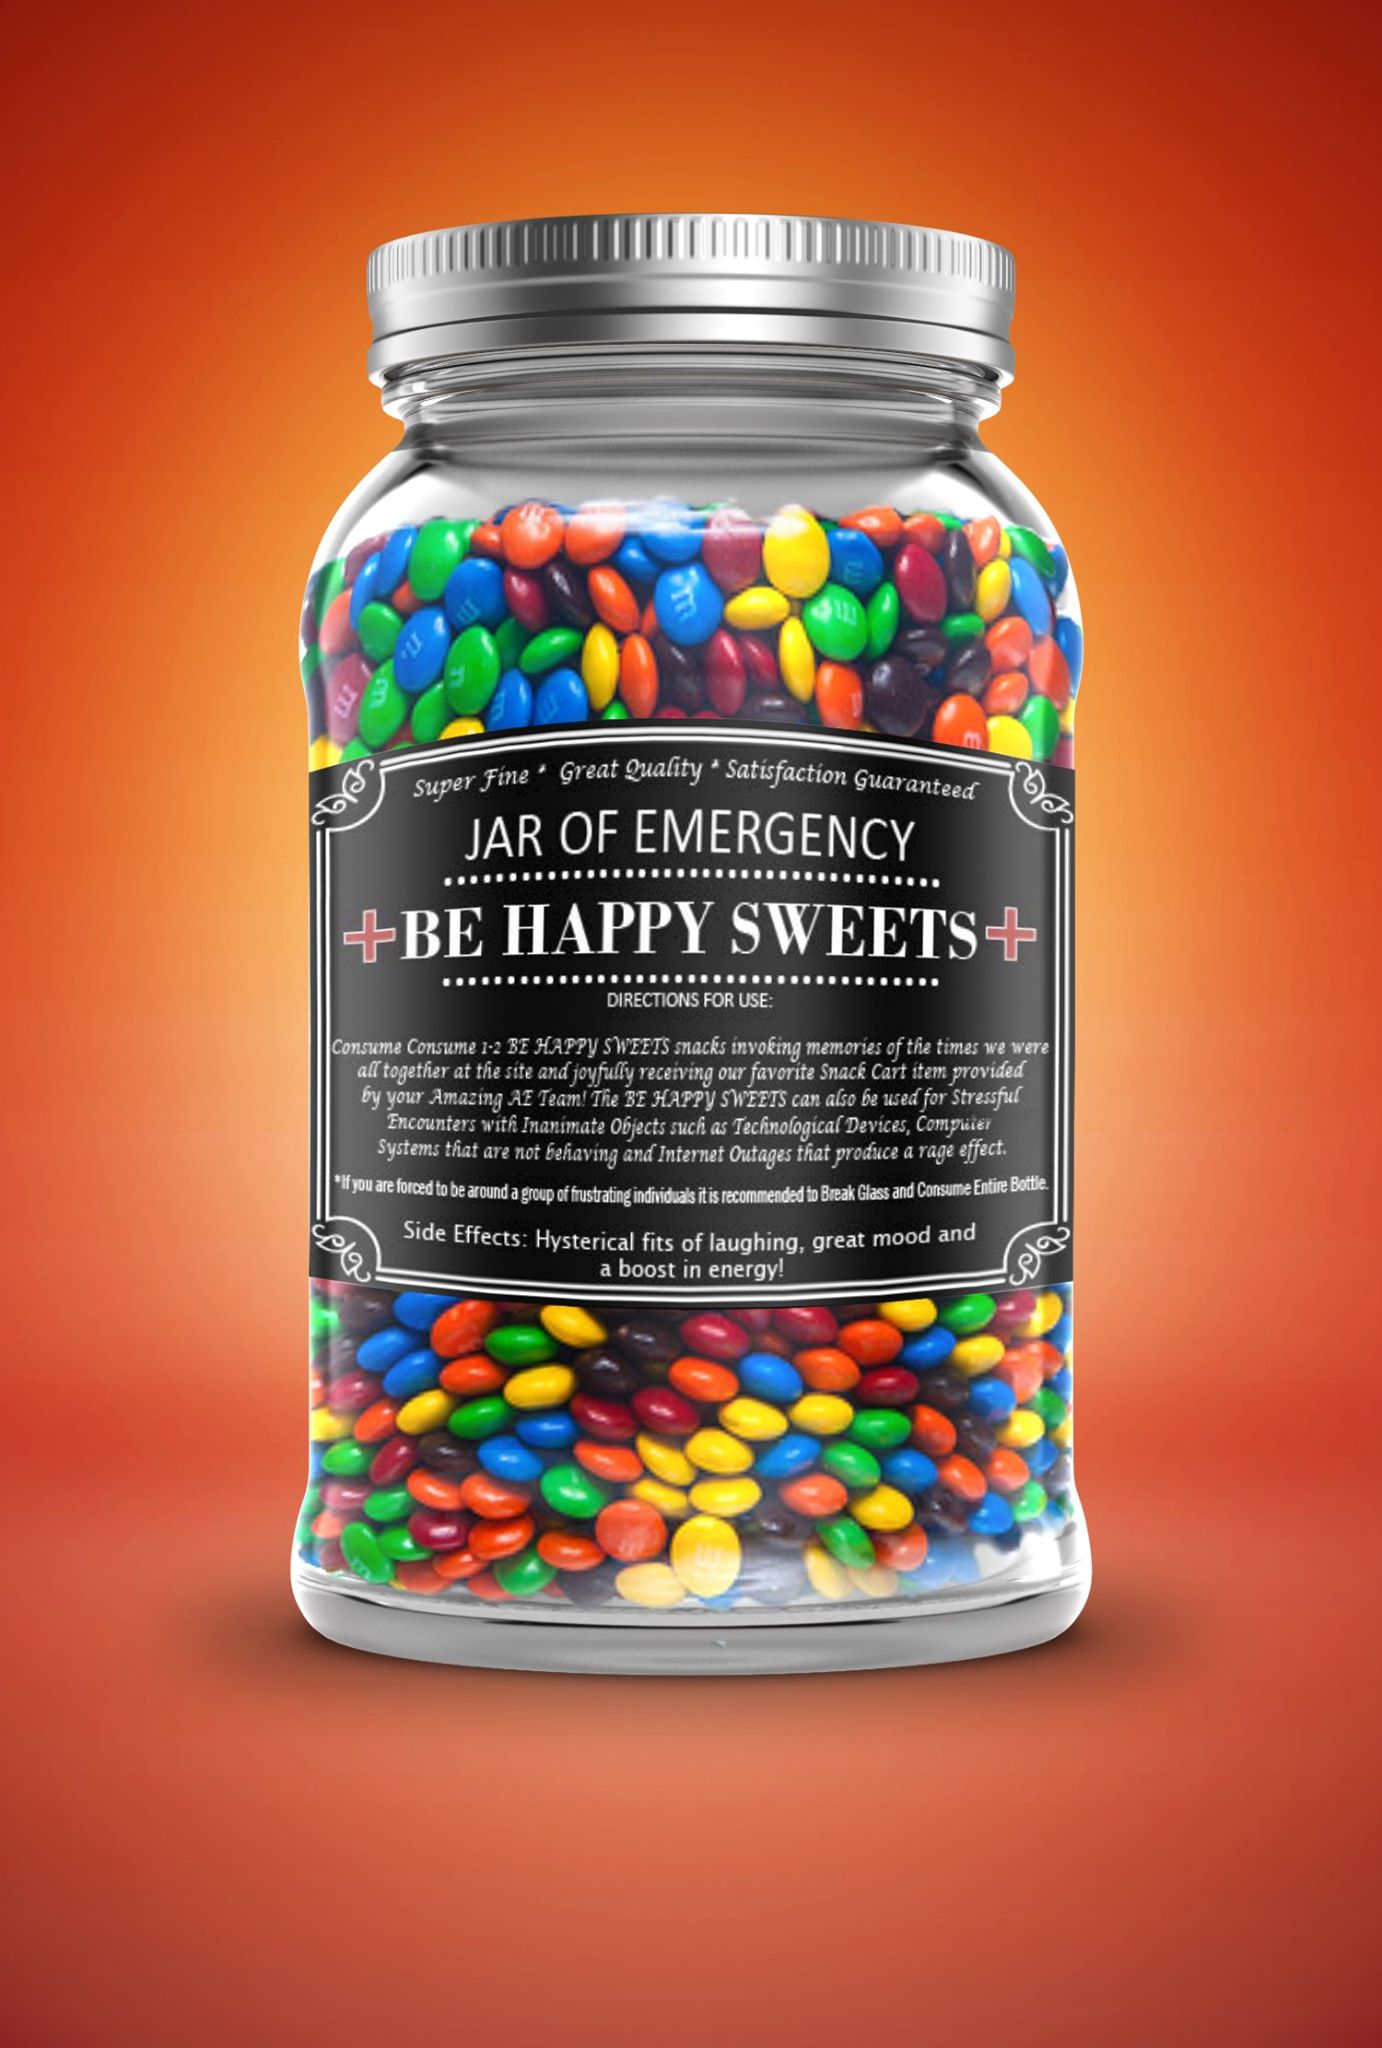 Super Fine * Great Quality * Satisfaction Guaranteed
JAR OF EMERGENCY
BE HAPPY SWEETS
DIRECTIONS FOR USE:
Consume Consume 1-2 BE HAPPY SWEETS snacks invoking memories of the times we were
all together at the site and joyfully receiving our favorite Snack Cart item provided
by your Amazing AE Team! The BE HAPPY SWEETS can also be used for Stressful
Encounters with Inanimate Objects such as Technological Devices, Computer
Systems that are not behaving and Internet Outages that produce a rage effect.
*If you are forced to be around a group of frustrating individuals it is recommended to Break Glass and Consume Entire Bottle.
Side Effects: Hysterical fits of laughing, great mood and
a boost in energy!